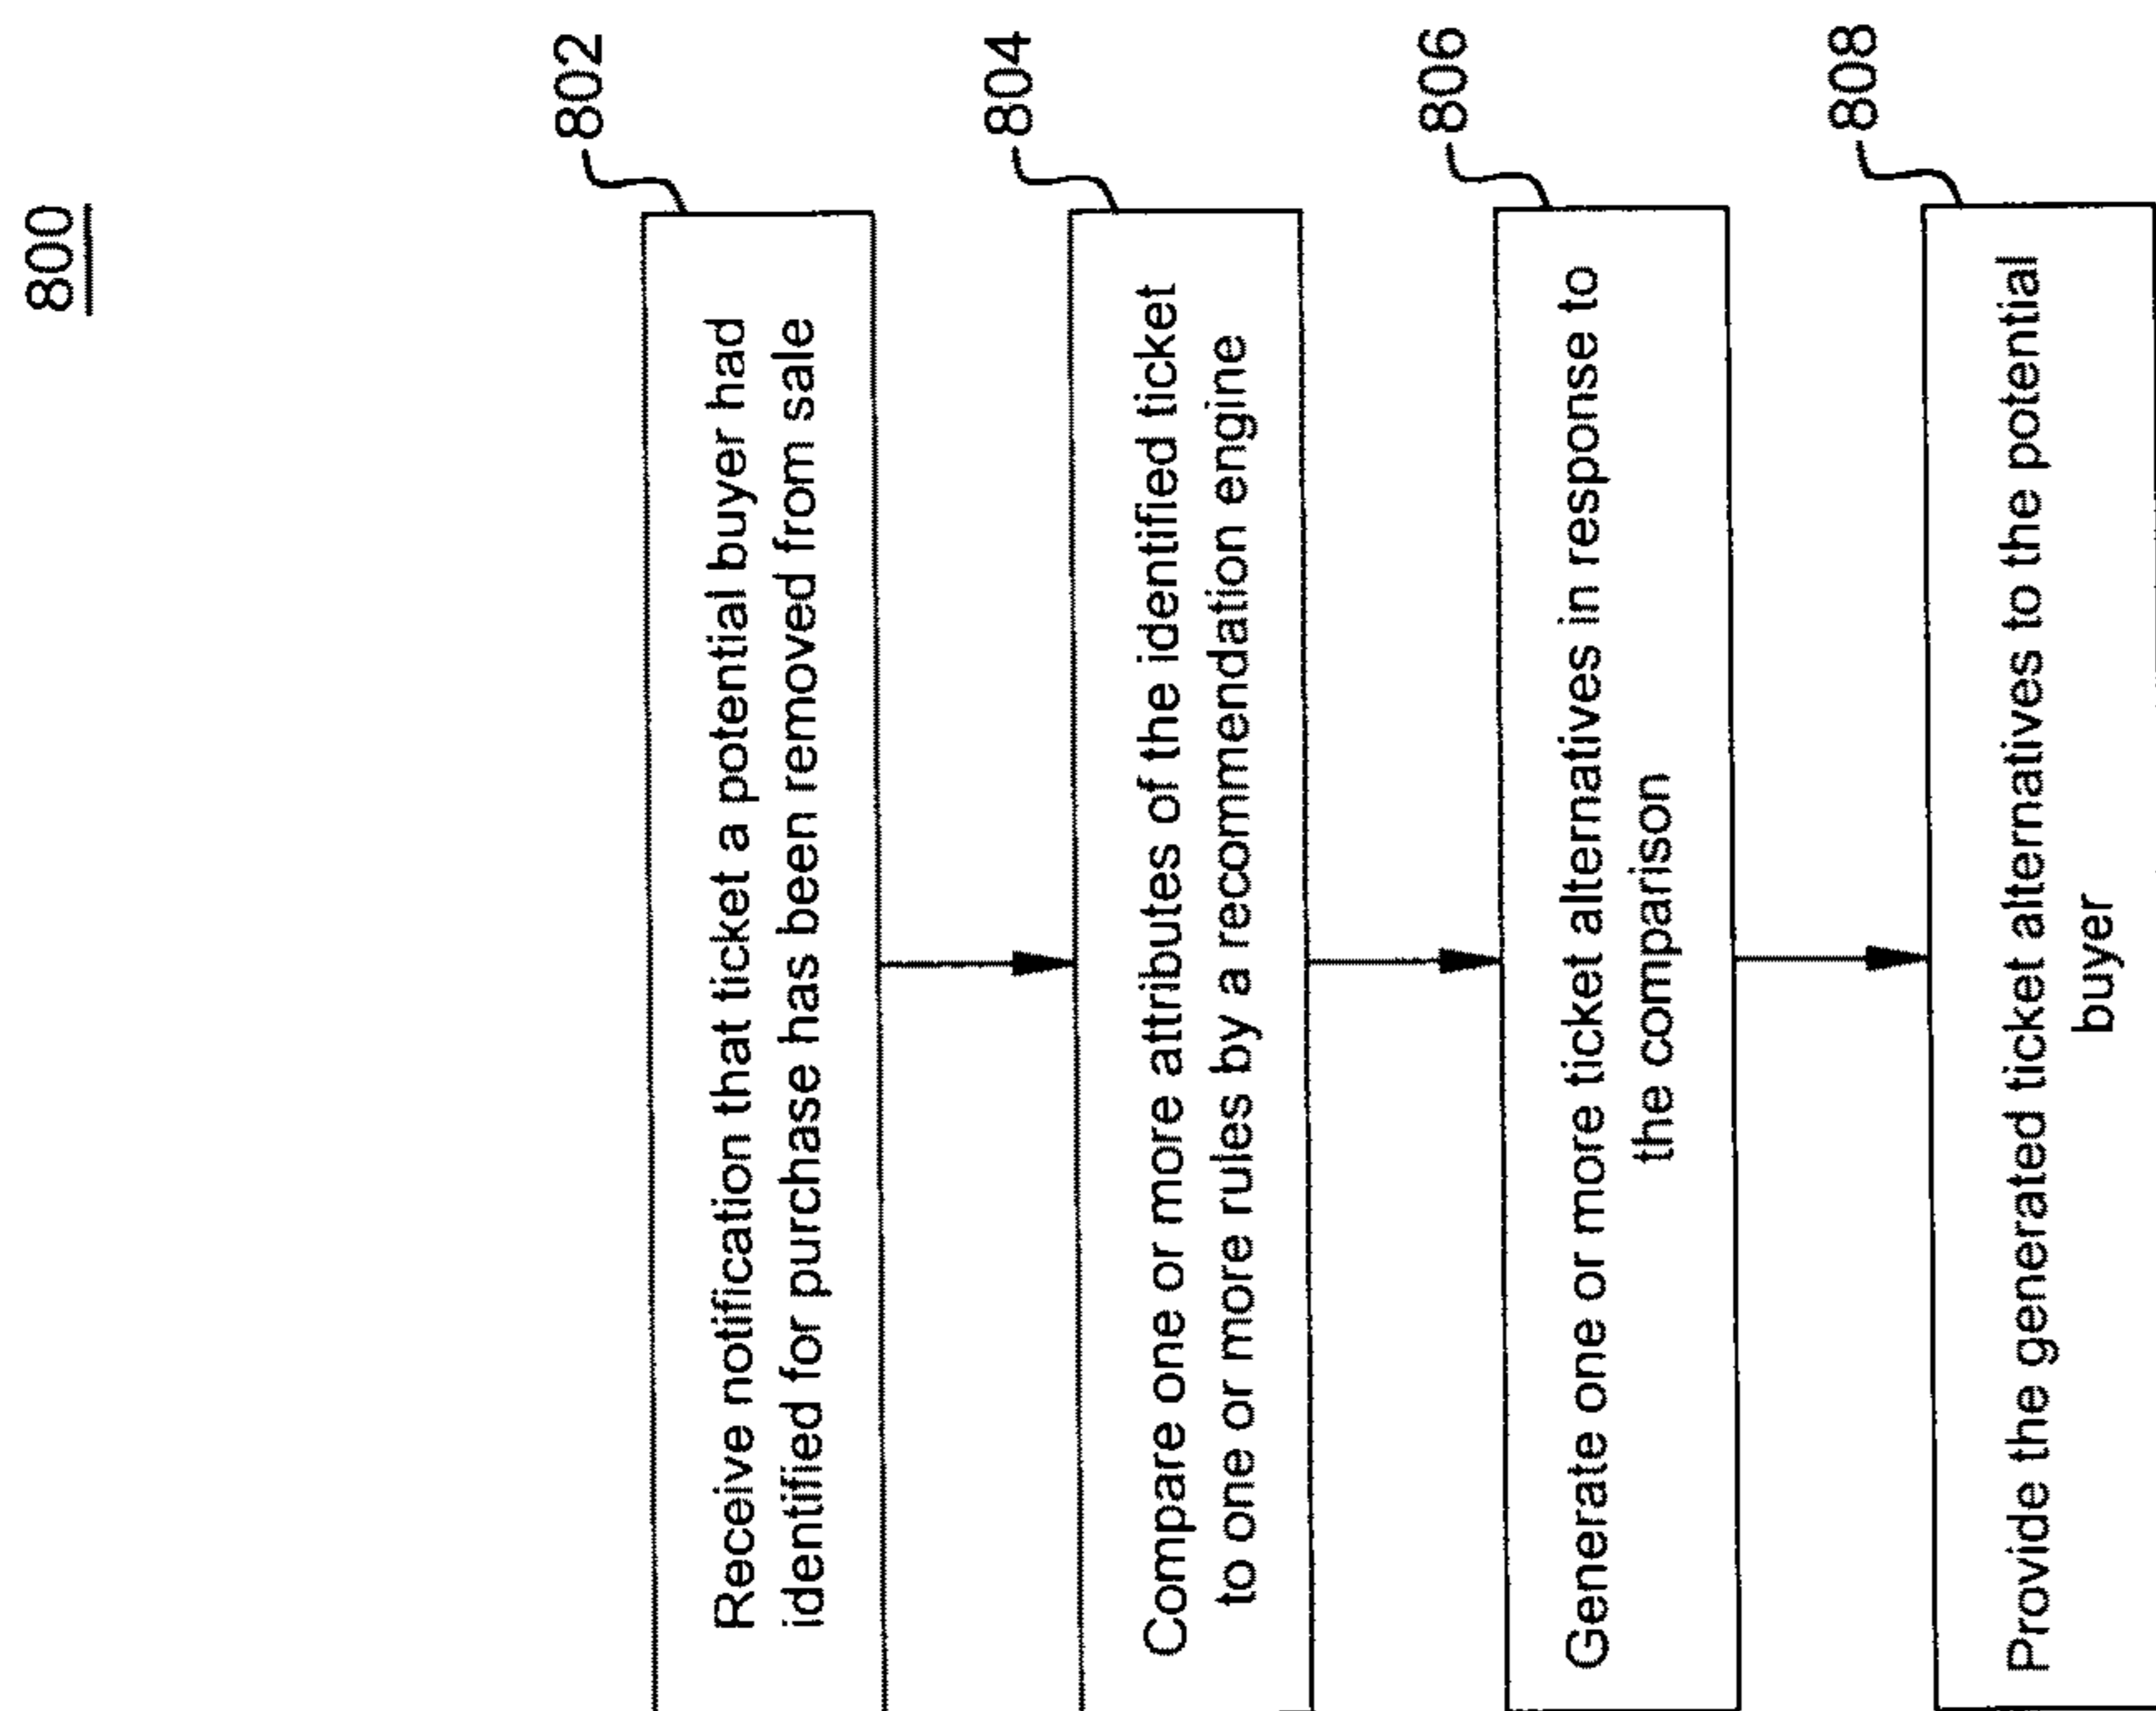 800
802
Receive notification that ticket a potential buyer had
identified for purchase has been removed from sale
804
Compare one or more attributes of the identified ticket
to one or more rules by a recommendation engine
806
Generate one or more ticket alternatives in response to
the comparison
808
Provide the generated ticket alternatives to the potential
buyer